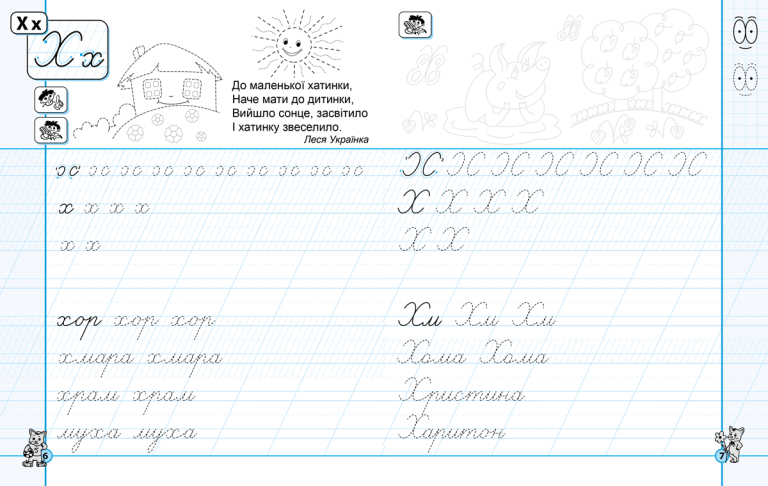 Х х
Х х
До маленької хатинки,
Наче мати до дитинки,
Вийшло сонце, засвітило
І хатинку звеселило.
Леся Українка
х х х х
х х
хор хор хор
хмара хмара
храм храм
муха муха
6
Х Х Х Х
Х Х
Хм Хм Хм
Хома Хома
Христина
Харитон
7